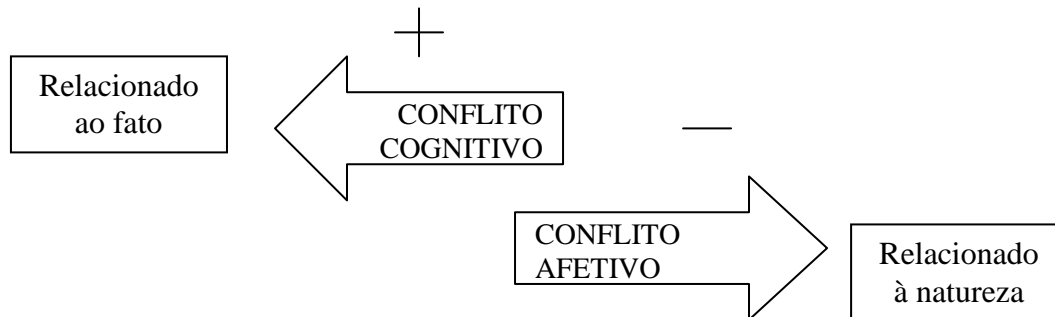 +
Relacionado
ao fato
CONFLITO
COGNITIVO
—
CONFLITO
AFETIVO
Relacionado
à natureza